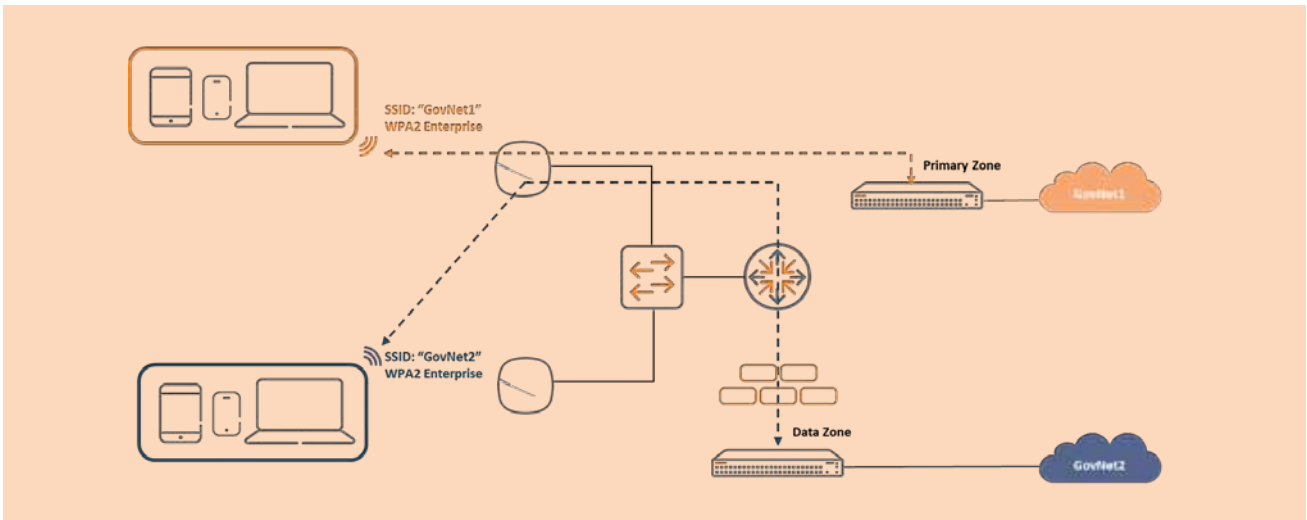 SSID: "GovNet1"
WPA2 Enterprise
Primary Zone
GovNet1
SSID: "GovNet2"
WPA2 Enterprise
Data Zone
GovNet2